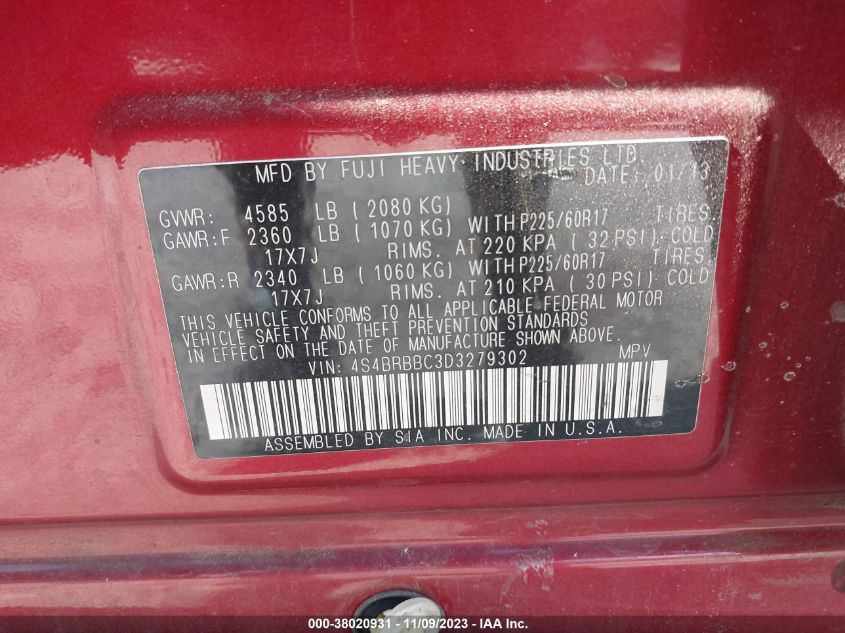 MFD BY FUJI HEAVY INDUSTRIES LTD.
DATE: 01/13
GVWR: 4585 LB ( 2080 KG)
GAWR:F 2360 LB ( 1070 KG) WITH P225/60R17 TIRES,
17X7J RIMS. AT 220 KPA ( 32 PSI) COLD
GAWR:R 2340 LB ( 1060 KG) WITH P225/60R17 TIRES,
17X7J RIMS. AT 210 KPA ( 30 PSI) COLD
THIS VEHICLE CONFORMS TO ALL APPLICABLE FEDERAL MOTOR
VEHICLE SAFETY AND THEFT PREVENTION STANDARDS
IN EFFECT ON THE DATE OF MANUFACTURE SHOWN ABOVE.
VIN: 4S4BRBBC3D3279302 MPV
ASSEMBLED BY SIA INC. MADE IN U.S.A.
000-38020931 - 11/09/2023 - IAAI.com